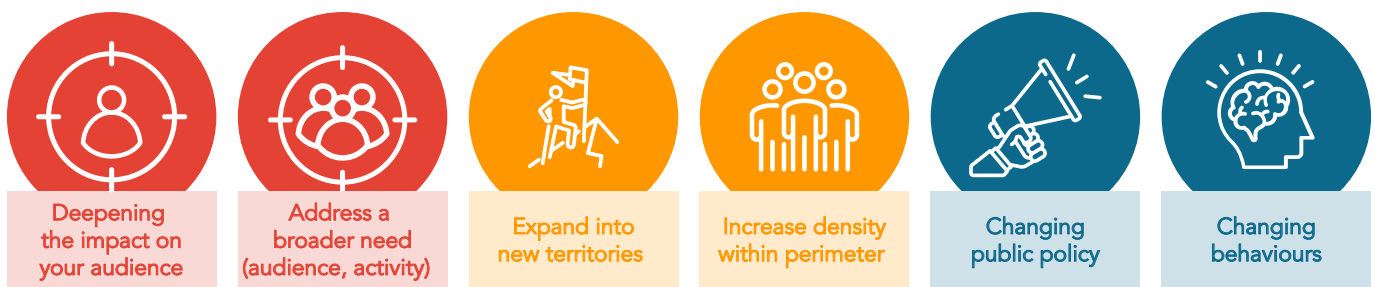 Deepening
the impact on
your audience
Address a
broader need
(audience, activity)
Expand into
new territories
Increase density
within perimeter
Changing
public policy
Changing
behaviours